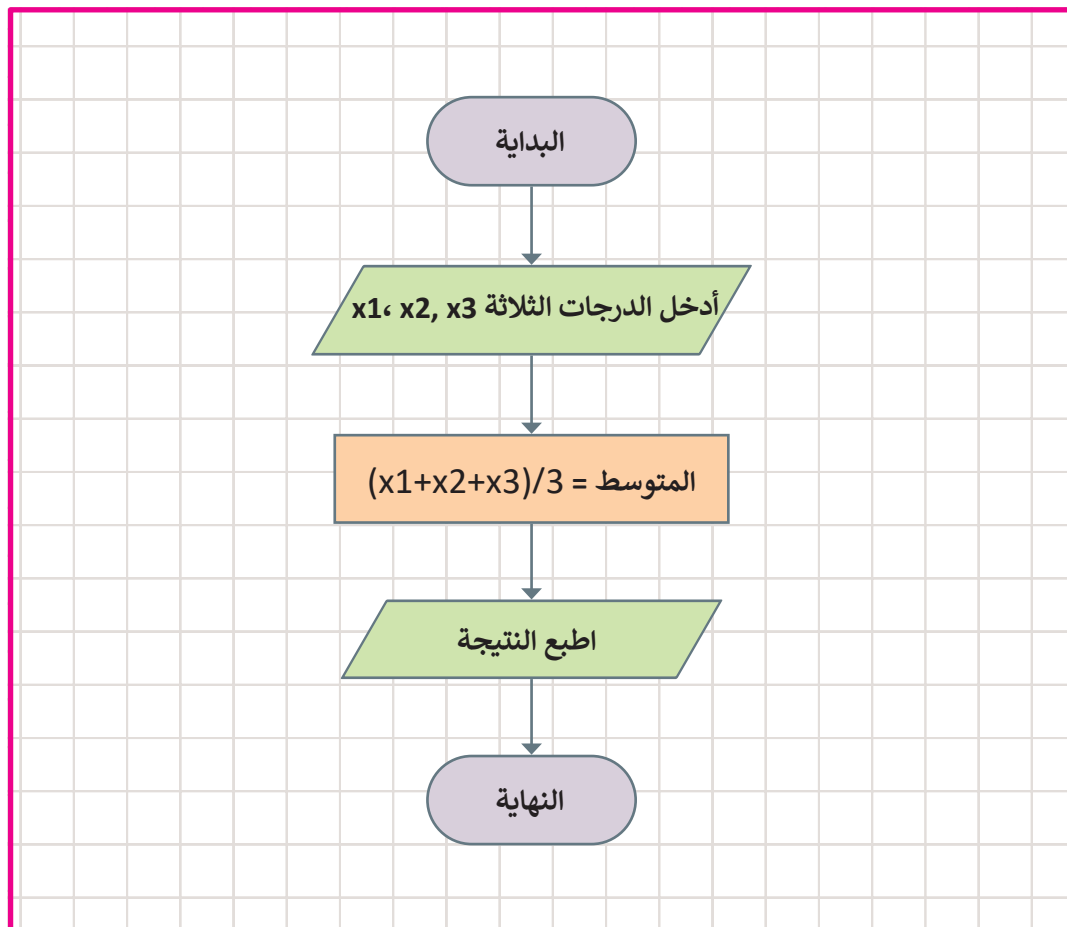 البداية
أدخل الدرجات الثلاثة x1، x2, x3
المتوسط = (x1+x2+x3)/3
اطبع النتيجة
النهاية